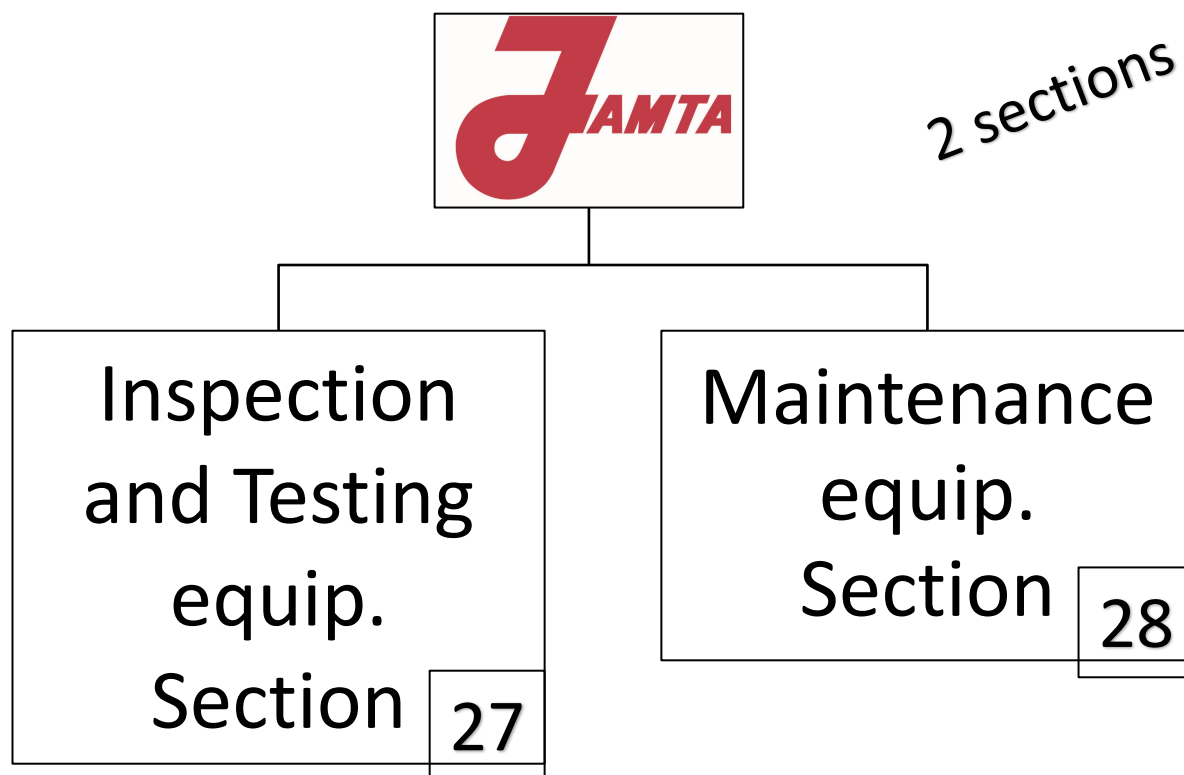 JAMTA
2 sections
Inspection
and Testing
equip.
Section
27
Maintenance
equip.
Section
28